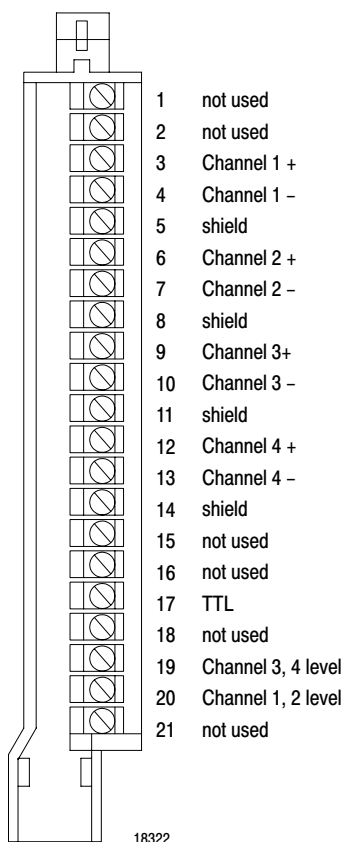 1 not used
2 not used
3 Channel 1 +
4 Channel 1 –
5 shield
6 Channel 2 +
7 Channel 2 –
8 shield
9 Channel 3+
10 Channel 3 –
11 shield
12 Channel 4 +
13 Channel 4 –
14 shield
15 not used
16 not used
17 TTL
18 not used
19 Channel 3, 4 level
20 Channel 1, 2 level
21 not used
18322